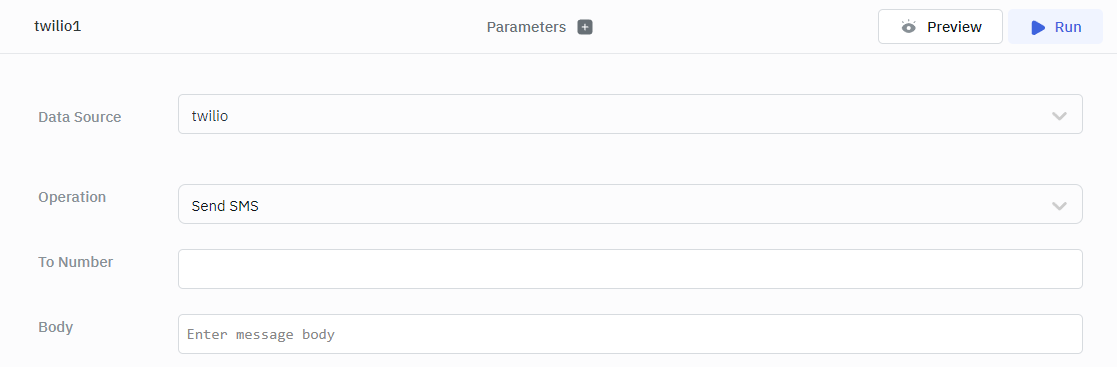 twilio1
Parameters
Preview
Run
Data Source
twilio
Operation
Send SMS
To Number
Body
Enter message body